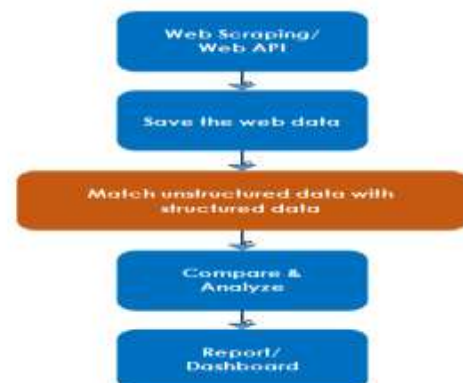 Web Scraping/
Web API
Save the web data
Match unstructured data with
structured data
Compare &
Analyze
Report/
Dashboard